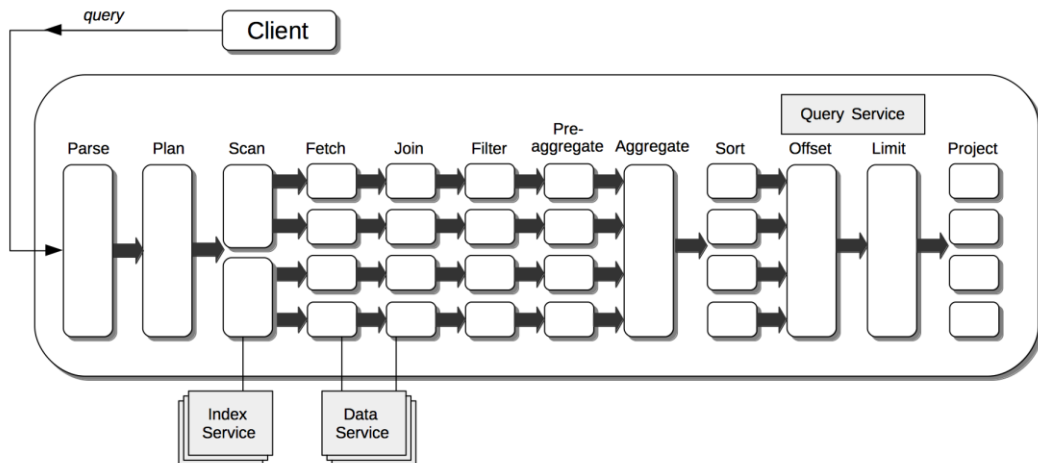 query
Client
Query Service
Parse
Plan
Scan
Fetch
Join
Filter
Pre-
aggregate
Aggregate
Sort
Offset
Limit
Project
Index
Service
Data
Service